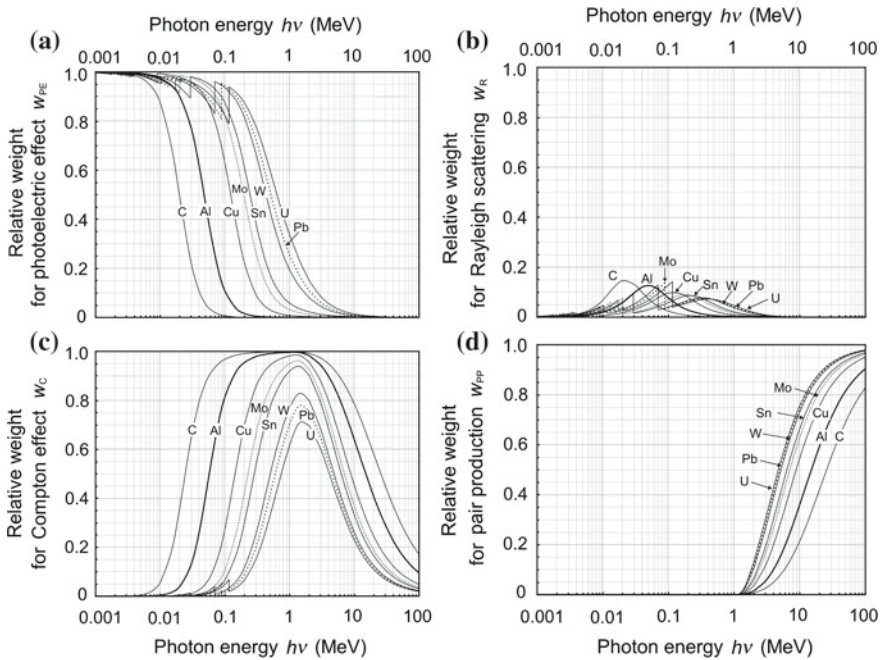 Photon energy hν (MeV)
(a)
0.001 0.01 0.1 1 10 100
Relative weight
for photoelectric effect wPE
1.0
0.8
0.6
0.4
0.2
0
C Al Cu Mo Sn W U
Pb
Photon energy hν (MeV)
(b)
0.001 0.01 0.1 1 10 100
Relative weight
for Rayleigh scattering wR
1.0
0.8
0.6
0.4
0.2
0
C Al Mo Cu Sn W Pb U
(c)
Relative weight
for Compton effect wC
1.0
0.8
0.6
0.4
0.2
0
C Al Cu Mo Sn W Pb U
0.001 0.01 0.1 1 10 100
Photon energy hν (MeV)
(d)
Relative weight
for pair production wPP
1.0
0.8
0.6
0.4
0.2
0
Mo
Sn Cu
W Al C
Pb
U
0.001 0.01 0.1 1 10 100
Photon energy hν (MeV)